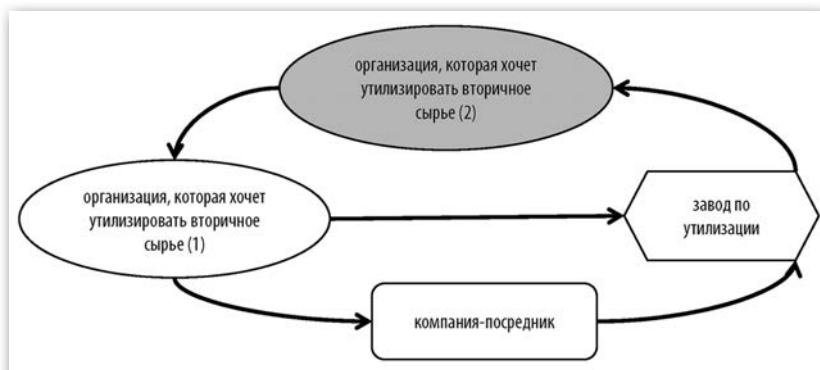 организация, которая хочет
утилизировать вторичное
сырье (2)
организация, которая хочет
утилизировать вторичное
сырье (1)
завод по
утилизации
компания-посредник